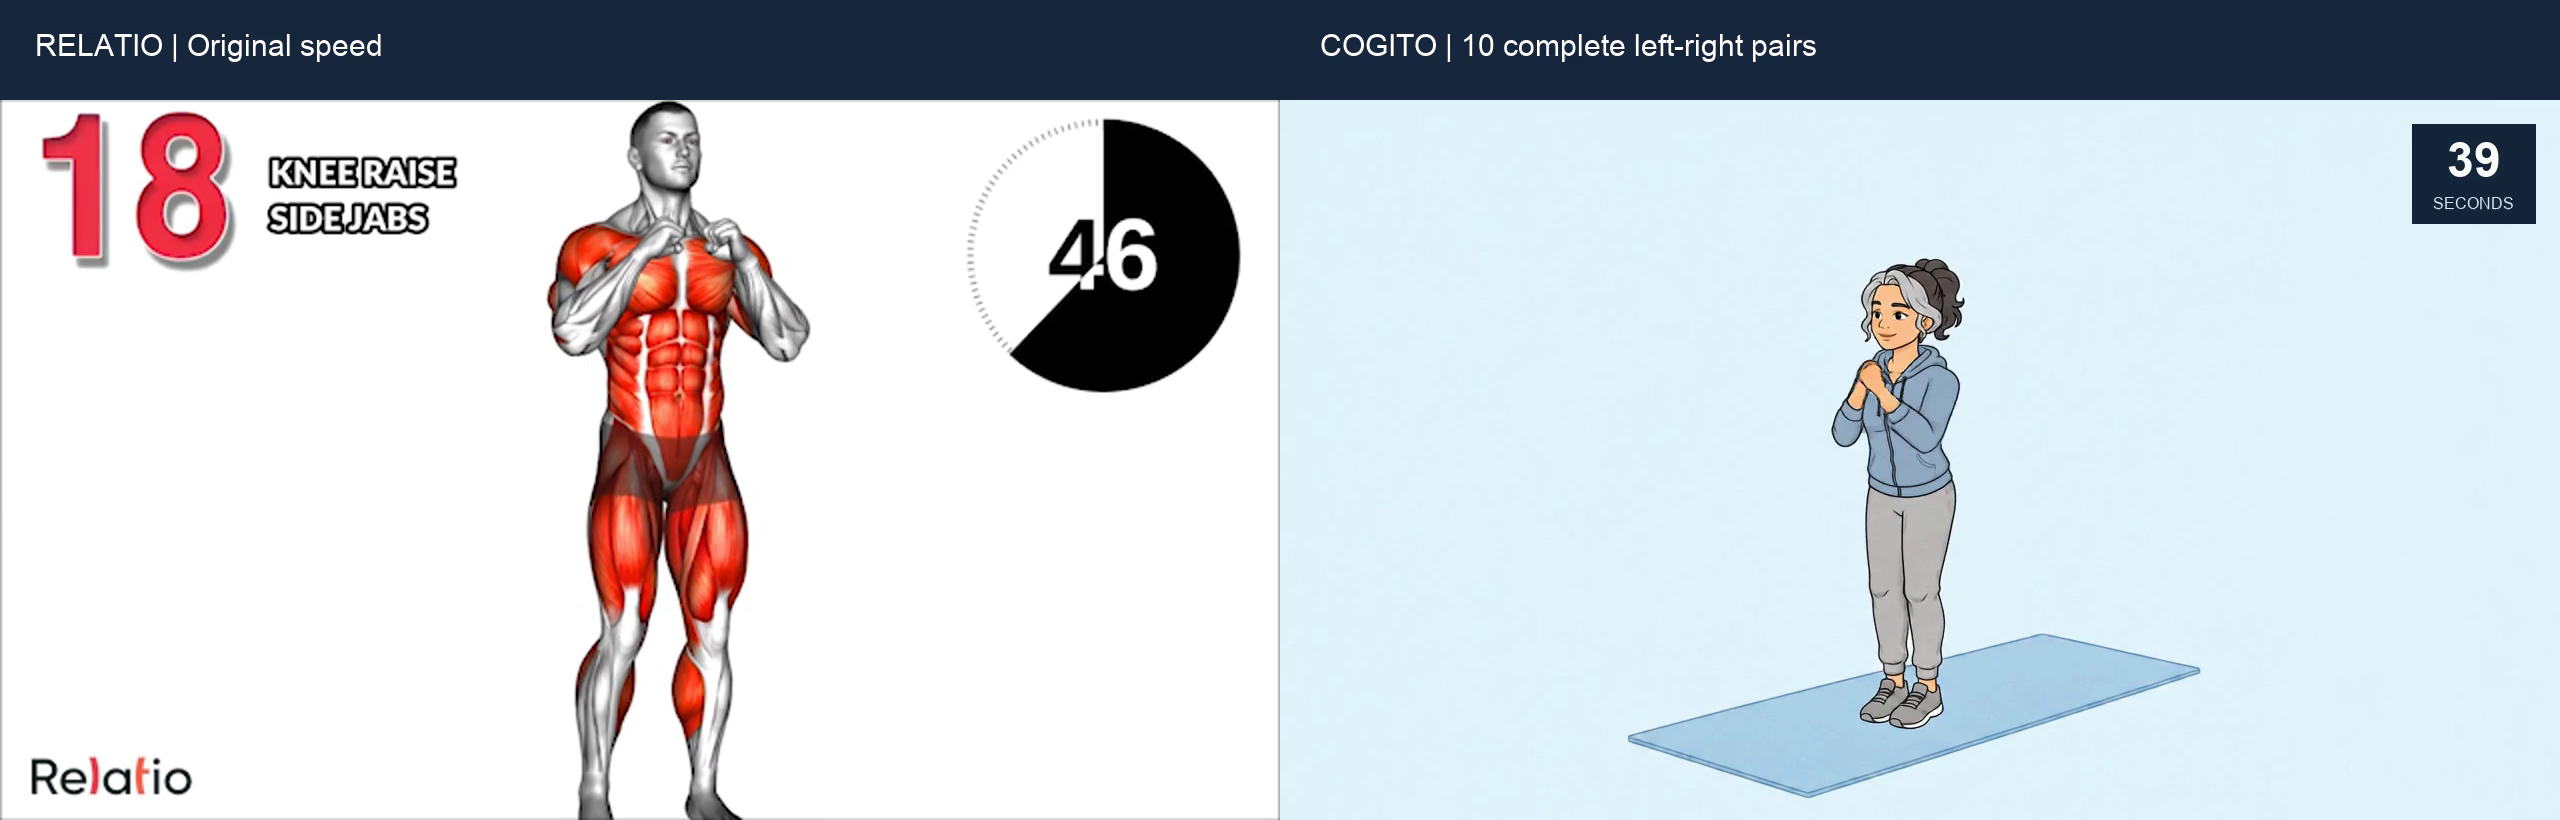 RELATIO | Original speed
COGITO | 10 complete left-right pairs
18
KNEE RAISE
SIDE JABS
46
39
SECONDS
Relatio